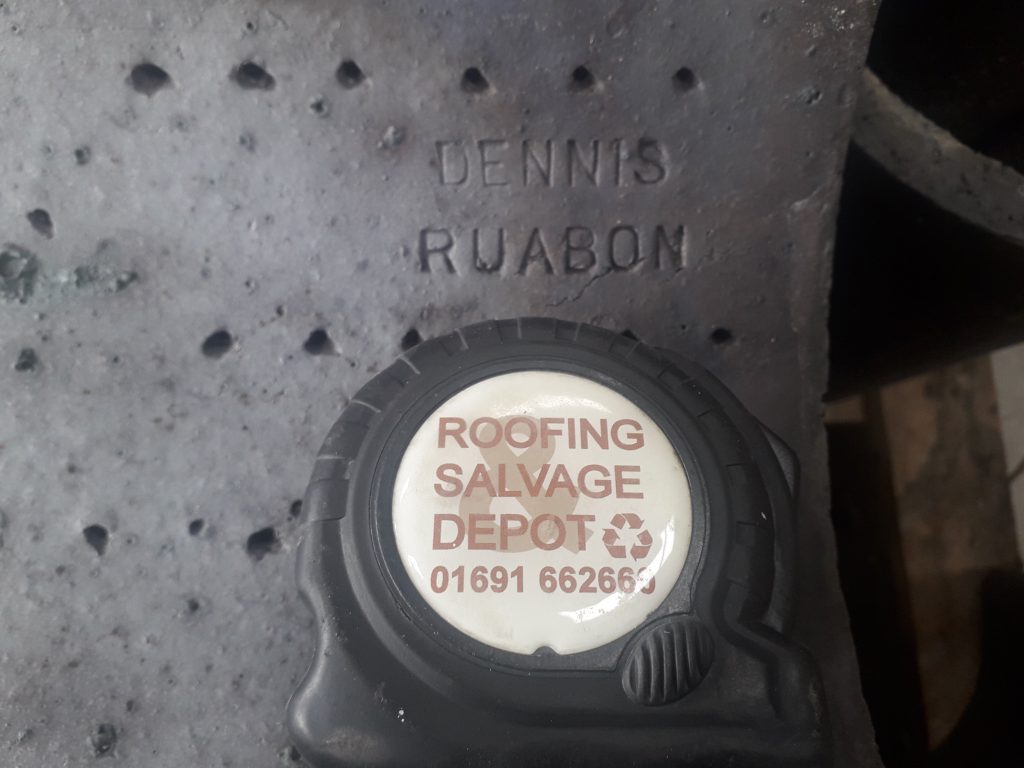 DENNIS
RUABON
ROOFING
SALVAGE
DEPOT
01691 662666